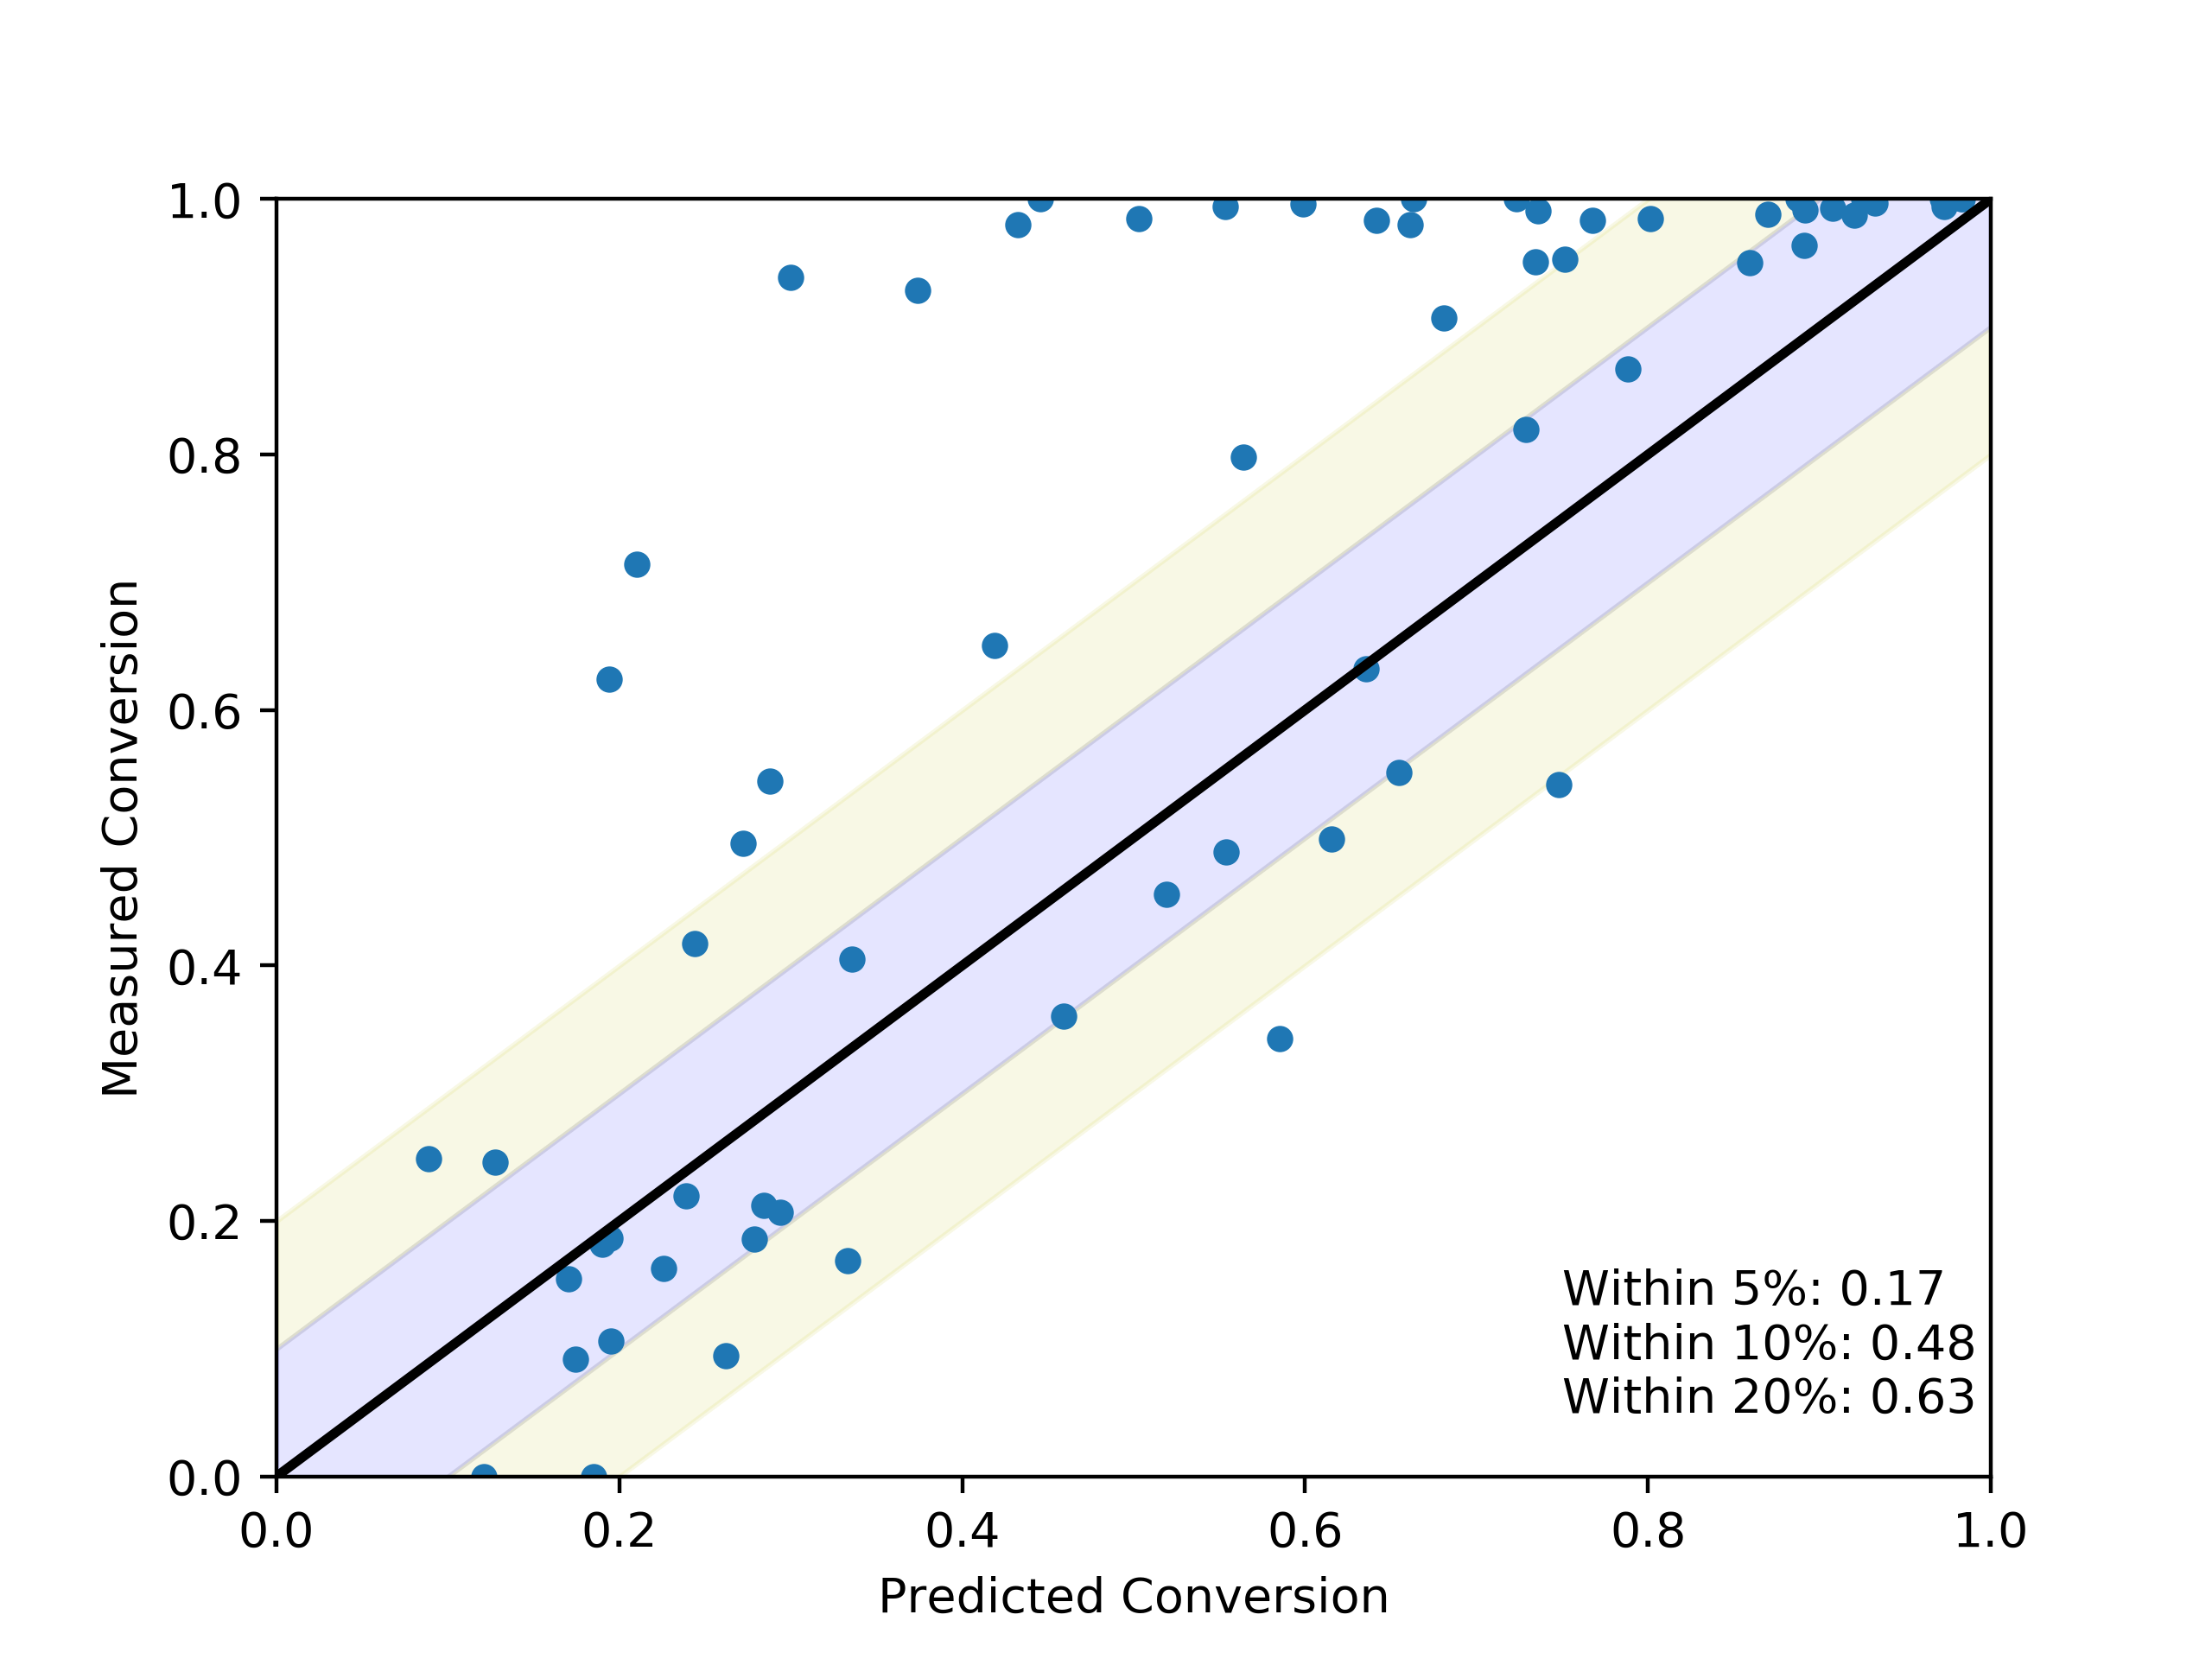 1.0
0.8
0.6
0.4
0.2
0.0
Measured Conversion
Within 5%: 0.17
Within 10%: 0.48
Within 20%: 0.63
0.0 0.2 0.4 0.6 0.8 1.0
Predicted Conversion